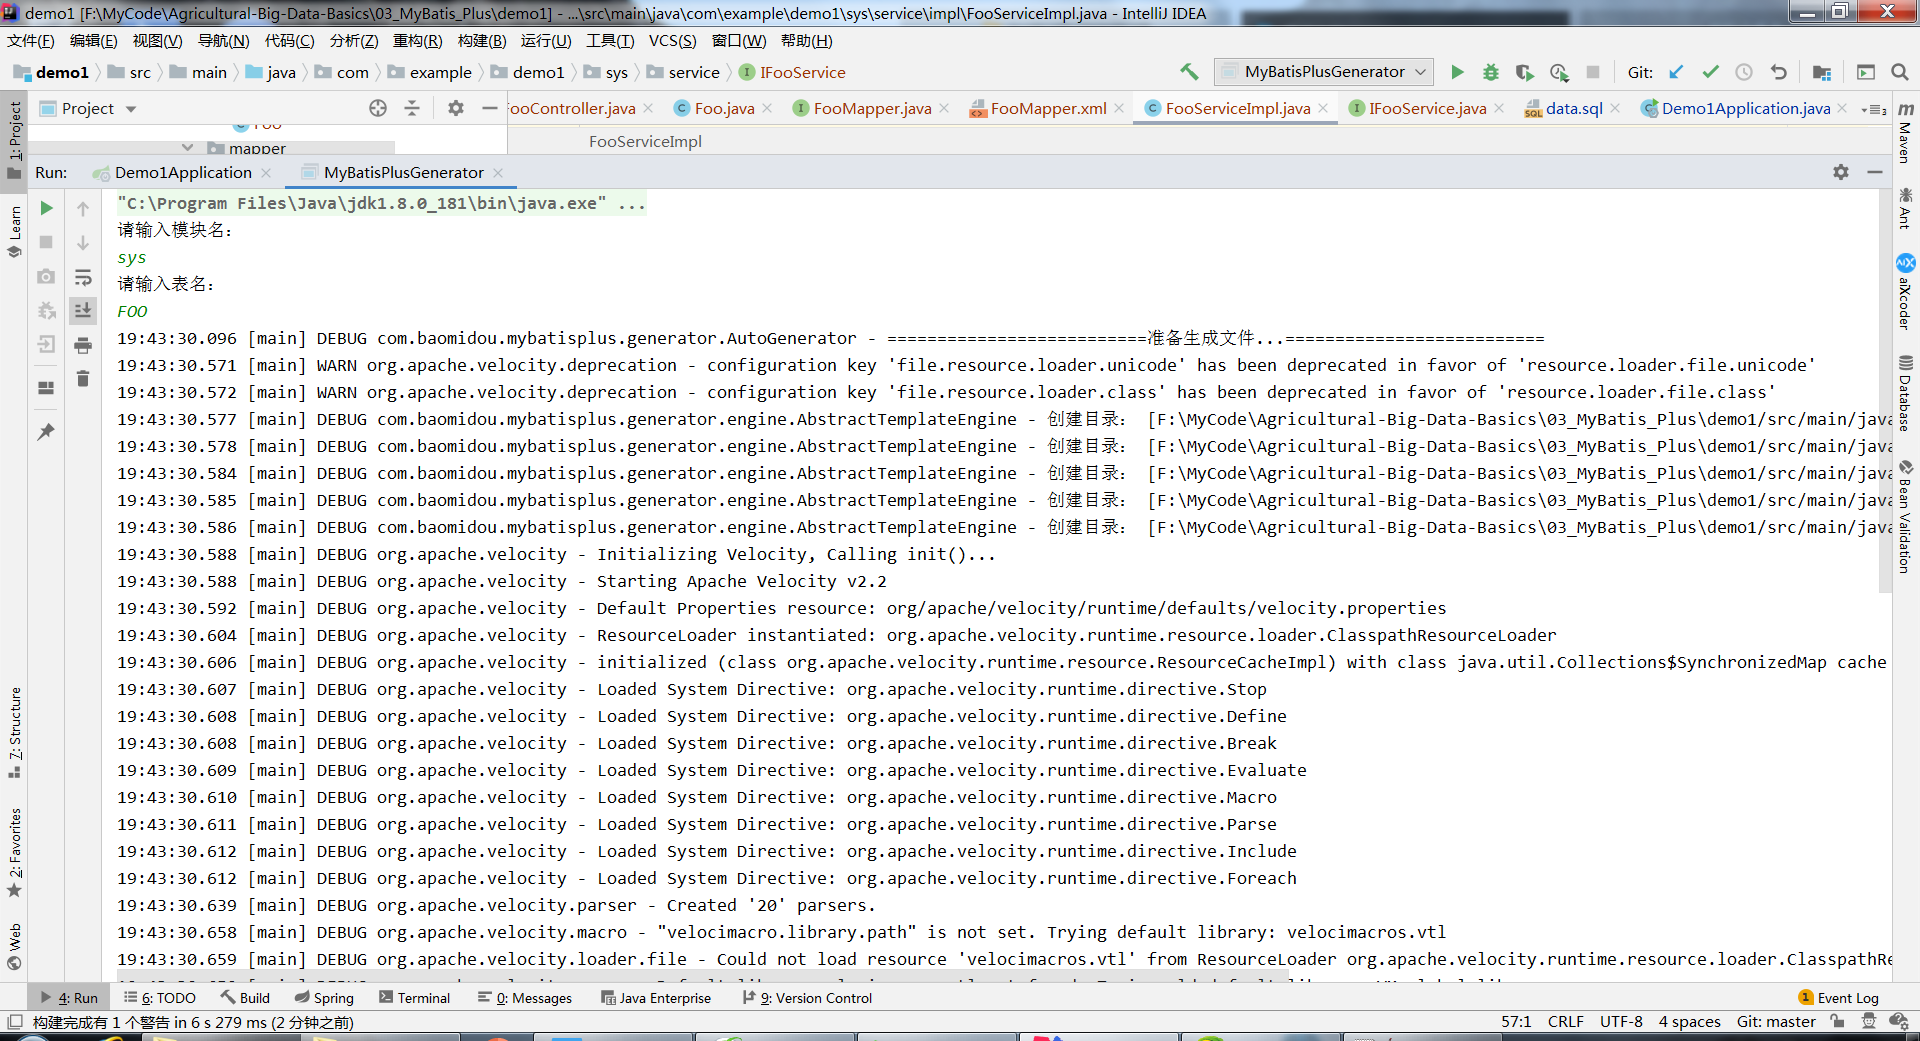 demo1 [F:\MyCode\Agricultural-Big-Data-Basics\03_MyBatis_Plus\demo1] - ...\src\main\java\com\example\demo1\sys\service\impl\FooServiceImpl.java - IntelliJ IDEA
文件(F) 编辑(E) 视图(V) 导航(N) 代码(C) 分析(Z) 重构(R) 构建(B) 运行(U) 工具(T) VCS(S) 窗口(W) 帮助(H)
demo1 src main java com example demo1 sys service IFooService MyBatisPlusGenerator Git:
Project FooController.java Foo.java FooMapper.java FooMapper.xml FooServiceImpl.java IFooService.java data.sql Demo1Application.java
Foo
mapper FooServiceImpl
Run: Demo1Application MyBatisPlusGenerator
"C:\Program Files\Java\jdk1.8.0_181\bin\java.exe" ...
请输入模块名：
sys
请输入表名：
FOO
19:43:30.096 [main] DEBUG com.baomidou.mybatisplus.generator.AutoGenerator - ==========================准备生成文件...==========================
19:43:30.571 [main] WARN org.apache.velocity.deprecation - configuration key 'file.resource.loader.unicode' has been deprecated in favor of 'resource.loader.file.unicode'
19:43:30.572 [main] WARN org.apache.velocity.deprecation - configuration key 'file.resource.loader.class' has been deprecated in favor of 'resource.loader.file.class'
19:43:30.577 [main] DEBUG com.baomidou.mybatisplus.generator.engine.AbstractTemplateEngine - 创建目录： [F:\MyCode\Agricultural-Big-Data-Basics\03_MyBatis_Plus\demo1/src/main/java
19:43:30.578 [main] DEBUG com.baomidou.mybatisplus.generator.engine.AbstractTemplateEngine - 创建目录： [F:\MyCode\Agricultural-Big-Data-Basics\03_MyBatis_Plus\demo1/src/main/java
19:43:30.584 [main] DEBUG com.baomidou.mybatisplus.generator.engine.AbstractTemplateEngine - 创建目录： [F:\MyCode\Agricultural-Big-Data-Basics\03_MyBatis_Plus\demo1/src/main/java
19:43:30.585 [main] DEBUG com.baomidou.mybatisplus.generator.engine.AbstractTemplateEngine - 创建目录： [F:\MyCode\Agricultural-Big-Data-Basics\03_MyBatis_Plus\demo1/src/main/java
19:43:30.586 [main] DEBUG com.baomidou.mybatisplus.generator.engine.AbstractTemplateEngine - 创建目录： [F:\MyCode\Agricultural-Big-Data-Basics\03_MyBatis_Plus\demo1/src/main/java
19:43:30.588 [main] DEBUG org.apache.velocity - Initializing Velocity, Calling init()...
19:43:30.588 [main] DEBUG org.apache.velocity - Starting Apache Velocity v2.2
19:43:30.592 [main] DEBUG org.apache.velocity - Default Properties resource: org/apache/velocity/runtime/defaults/velocity.properties
19:43:30.604 [main] DEBUG org.apache.velocity - ResourceLoader instantiated: org.apache.velocity.runtime.resource.loader.ClasspathResourceLoader
19:43:30.606 [main] DEBUG org.apache.velocity - initialized (class org.apache.velocity.runtime.resource.ResourceCacheImpl) with class java.util.Collections$SynchronizedMap cache
19:43:30.607 [main] DEBUG org.apache.velocity - Loaded System Directive: org.apache.velocity.runtime.directive.Stop
19:43:30.608 [main] DEBUG org.apache.velocity - Loaded System Directive: org.apache.velocity.runtime.directive.Define
19:43:30.608 [main] DEBUG org.apache.velocity - Loaded System Directive: org.apache.velocity.runtime.directive.Break
19:43:30.609 [main] DEBUG org.apache.velocity - Loaded System Directive: org.apache.velocity.runtime.directive.Evaluate
19:43:30.610 [main] DEBUG org.apache.velocity - Loaded System Directive: org.apache.velocity.runtime.directive.Macro
19:43:30.611 [main] DEBUG org.apache.velocity - Loaded System Directive: org.apache.velocity.runtime.directive.Parse
19:43:30.612 [main] DEBUG org.apache.velocity - Loaded System Directive: org.apache.velocity.runtime.directive.Include
19:43:30.612 [main] DEBUG org.apache.velocity - Loaded System Directive: org.apache.velocity.runtime.directive.Foreach
19:43:30.639 [main] DEBUG org.apache.velocity.parser - Created '20' parsers.
19:43:30.658 [main] DEBUG org.apache.velocity.macro - "velocimacro.library.path" is not set. Trying default library: velocimacros.vtl
19:43:30.659 [main] DEBUG org.apache.velocity.loader.file - Could not load resource 'velocimacros.vtl' from ResourceLoader org.apache.velocity.runtime.resource.loader.ClasspathRe
1: Project
Learn
7: Structure
2: Favorites
Web
Maven
Ant
aiXcoder
Database
Bean Validation
4: Run 6: TODO Build Spring Terminal 0: Messages Java Enterprise 9: Version Control 1 Event Log
构建完成有 1 个警告 in 6 s 279 ms (2 分钟之前) 57:1 CRLF UTF-8 4 spaces Git: master